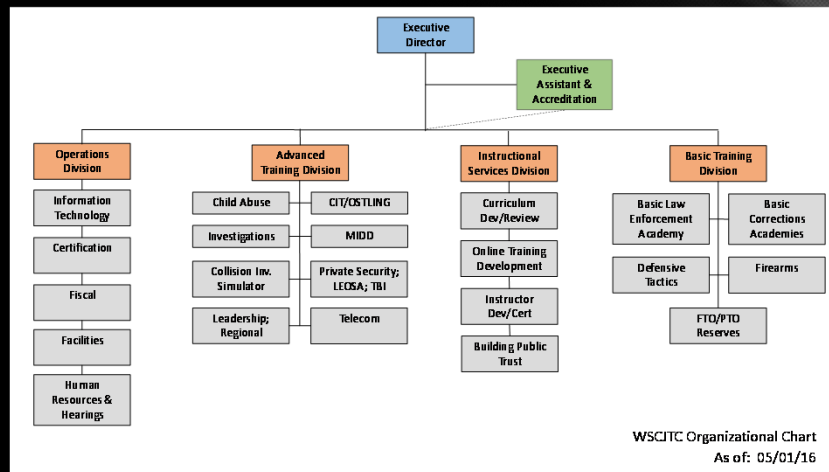 Executive
Director
Executive
Assistant &
Accreditation
Operations
Division
Information
Technology
Certification
Fiscal
Facilities
Human
Resources &
Hearings
Advanced
Training Division
Child Abuse
CIT/OSTLING
Investigations
MIDD
Collision Inv.
Simulator
Private Security;
LEOSA; TBI
Leadership;
Regional
Telecom
Instructional
Services Division
Curriculum
Dev/Review
Online Training
Development
Instructor
Dev/Cert
Building Public
Trust
Basic Training
Division
Basic Law
Enforcement
Academy
Basic
Corrections
Academies
Defensive
Tactics
Firearms
FTO/PTO
Reserves
WSCJTC Organizational Chart
As of: 05/01/16